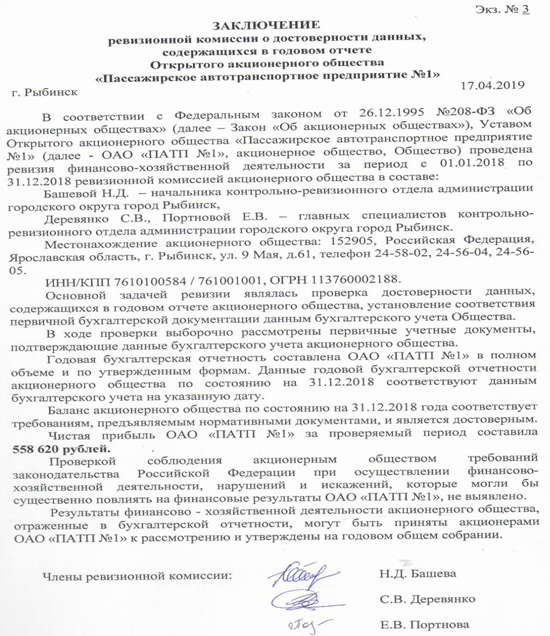 Экз. № 3
ЗАКЛЮЧЕНИЕ
ревизионной комиссии о достоверности данных,
содержащихся в годовом отчете
Открытого акционерного общества
«Пассажирское автотранспортное предприятие №1»
г. Рыбинск 17.04.2019
В соответствии с Федеральным законом от 26.12.1995 №208-ФЗ «Об
акционерных обществах» (далее – Закон «Об акционерных обществах»), Уставом
Открытого акционерного общества «Пассажирское автотранспортное предприятие
№1» (далее - ОАО «ПАТП №1», акционерное общество, Общество) проведена
ревизия финансово-хозяйственной деятельности за период с 01.01.2018 по
31.12.2018 ревизионной комиссией акционерного общества в составе:
Башевой Н.Д. – начальника контрольно-ревизионного отдела администрации
городского округа город Рыбинск,
Деревянко С.В., Портновой Е.В. – главных специалистов контрольно-
ревизионного отдела администрации городского округа город Рыбинск.
Местонахождение акционерного общества: 152905, Российская Федерация,
Ярославская область, г. Рыбинск, ул. 9 Мая, д.61, телефон 24-58-02, 24-56-04, 24-56-
05.
ИНН/КПП 7610100584 / 761001001, ОГРН 113760002188.
Основной задачей ревизии являлась проверка достоверности данных,
содержащихся в годовом отчете акционерного общества, установление соответствия
первичной бухгалтерской документации данным бухгалтерского учета Общества.
В ходе проверки выборочно рассмотрены первичные учетные документы,
подтверждающие данные бухгалтерского учета акционерного общества.
Годовая бухгалтерская отчетность составлена ОАО «ПАТП №1» в полном
объеме и по утвержденным формам. Данные годовой бухгалтерской отчетности
акционерного общества по состоянию на 31.12.2018 соответствуют данным
бухгалтерского учета на указанную дату.
Баланс акционерного общества по состоянию на 31.12.2018 года соответствует
требованиям, предъявляемым нормативными документами, и является достоверным.
Чистая прибыль ОАО «ПАТП №1» за проверяемый период составила
558 620 рублей.
Проверкой соблюдения акционерным обществом требований
законодательства Российской Федерации при осуществлении финансово-
хозяйственной деятельности, нарушений и искажений, которые могли бы
существенно повлиять на финансовые результаты ОАО «ПАТП №1», не выявлено.
Результаты финансово - хозяйственной деятельности акционерного общества,
отраженные в бухгалтерской отчетности, могут быть приняты акционерами
ОАО «ПАТП №1» к рассмотрению и утверждены на годовом общем собрании.
Члены ревизионной комиссии: Н.Д. Башева
С.В. Деревянко
Е.В. Портнова